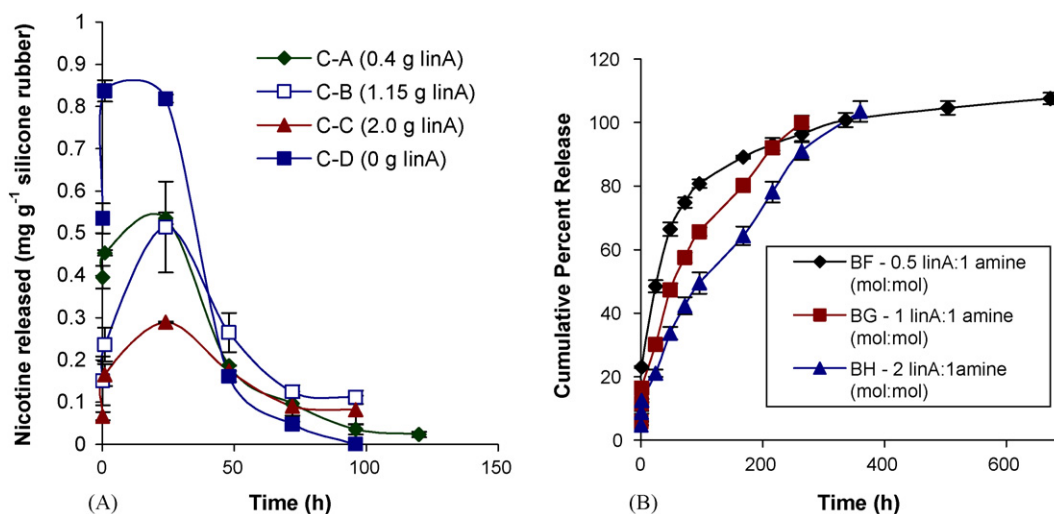 Nicotine released (mg g⁻¹ silicone rubber)
1
0.9
0.8
0.7
0.6
0.5
0.4
0.3
0.2
0.1
0
C-A (0.4 g linA)
C-B (1.15 g linA)
C-C (2.0 g linA)
C-D (0 g linA)
0 50 100 150
(A) Time (h)
Cumulative Percent Release
120
100
80
60
40
20
0
BF - 0.5 linA:1 amine
(mol:mol)
BG - 1 linA:1 amine
(mol:mol)
BH - 2 linA:1amine
(mol:mol)
0 200 400 600
(B) Time (h)